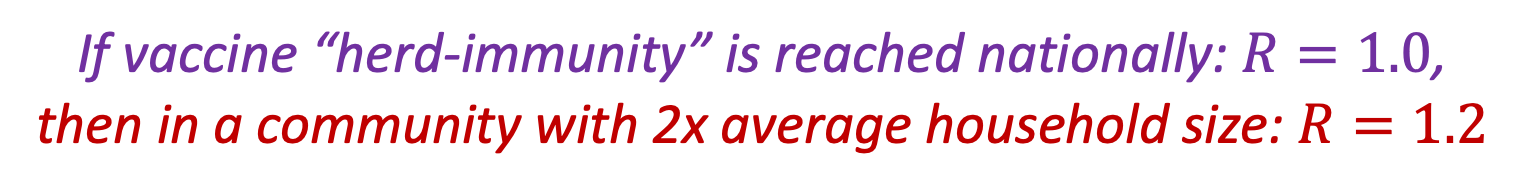 If vaccine “herd-immunity” is reached nationally: R = 1.0,
then in a community with 2x average household size: R = 1.2